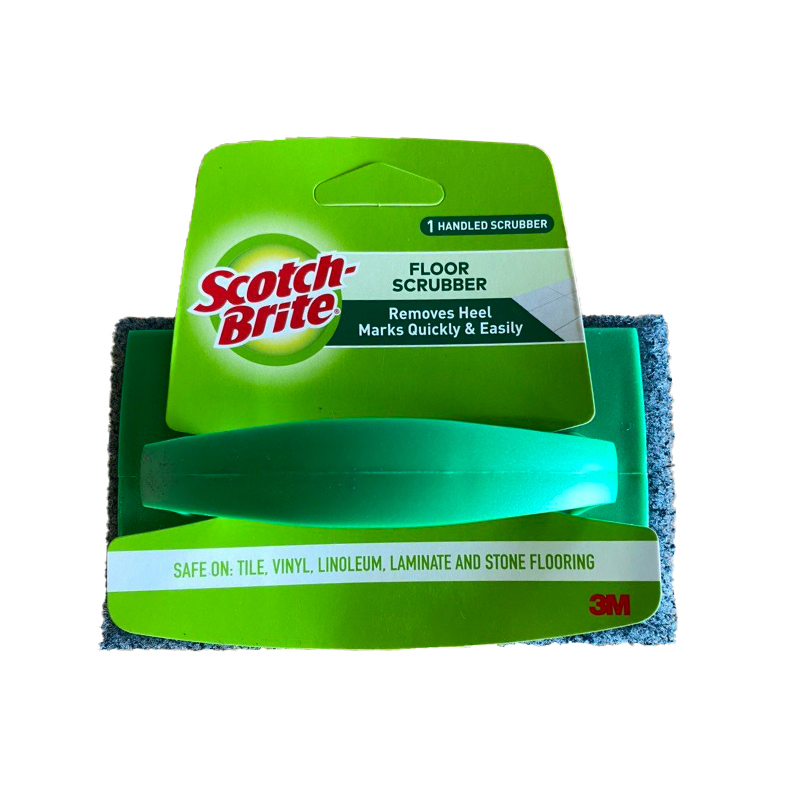 1 HANDLED SCRUBBER
Scotch-
Brite®
FLOOR
SCRUBBER
Removes Heel
Marks Quickly & Easily
SAFE ON: TILE, VINYL, LINOLEUM, LAMINATE AND STONE FLOORING
3M